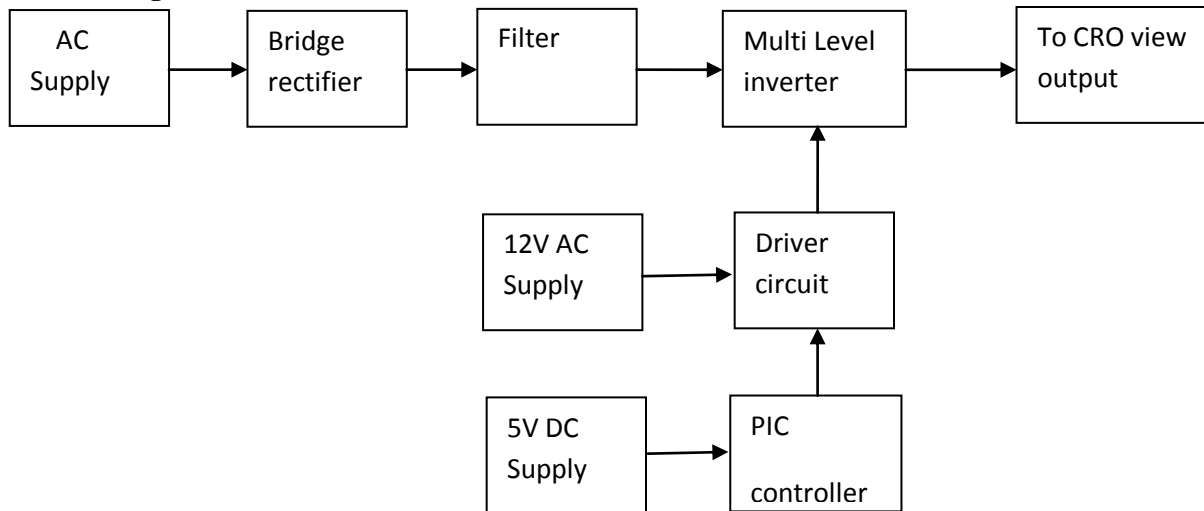 AC
Supply
Bridge
rectifier
Filter
Multi Level
inverter
To CRO view
output
12V AC
Supply
Driver
circuit
5V DC
Supply
PIC
controller